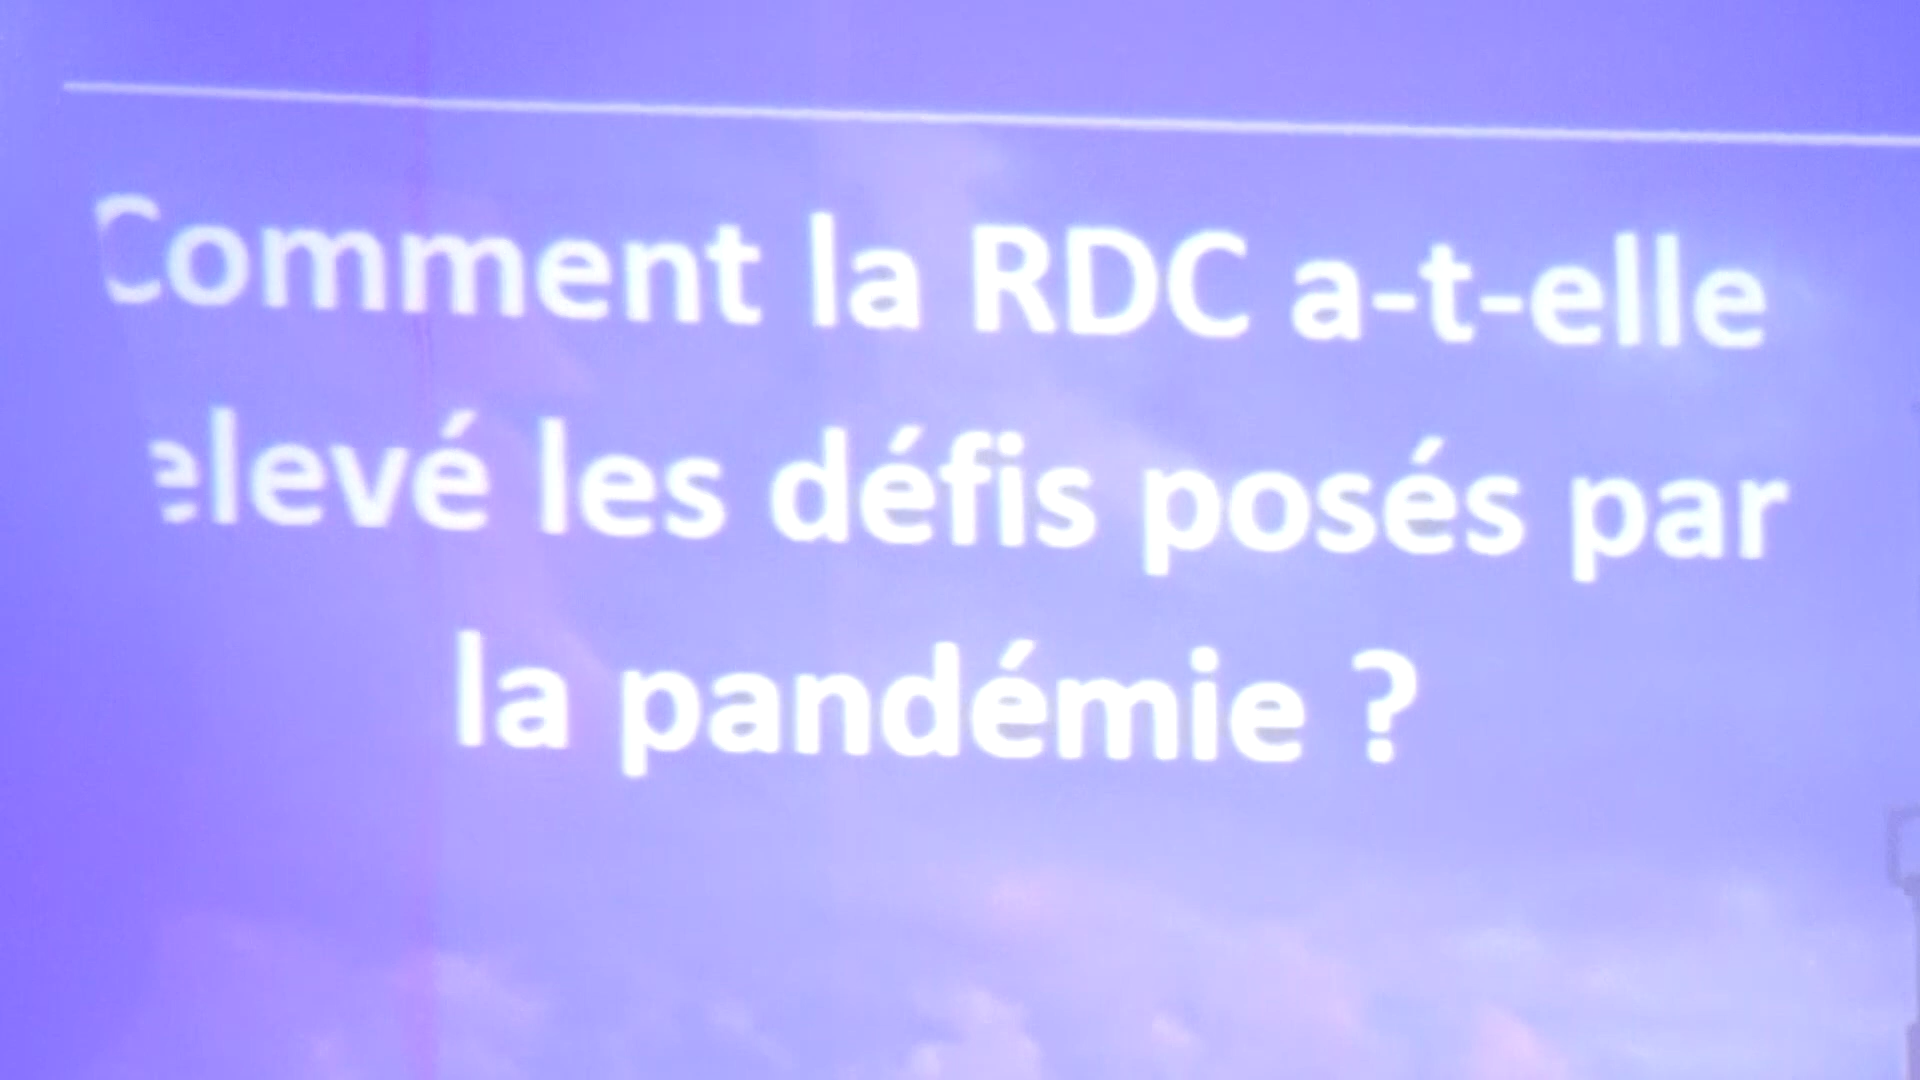 Comment la RDC a-t-elle
elevé les défis posés par
la pandémie ?